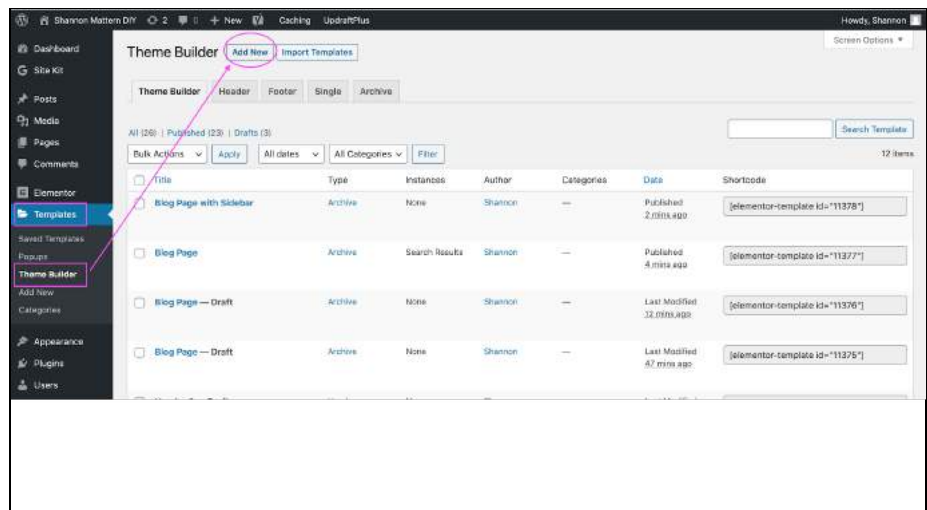 Shannon Mattern DIY 2 0 + New Caching UpdraftPlus Howdy, Shannon
Screen Options ▼
Dashboard
Site Kit
Posts
Media
Pages
Comments
Elementor
Templates
Saved Templates
Popups
Theme Builder
Add New
Categories
Appearance
Plugins
Users
Theme Builder Add New Import Templates
Theme Builder Header Footer Single Archive
All (26) | Published (23) | Drafts (3)
Search Template
Bulk Actions Apply All dates All Categories Filter 12 items
Title Type Instances Author Categories Date Shortcode
Blog Page with Sidebar Archive None Shannon — Published [elementor-template id="11378"]
2 mins ago
Blog Page Archive Search Results Shannon — Published [elementor-template id="11377"]
4 mins ago
Blog Page — Draft Archive None Shannon — Last Modified [elementor-template id="11376"]
12 mins ago
Blog Page — Draft Archive None Shannon — Last Modified [elementor-template id="11375"]
47 mins ago